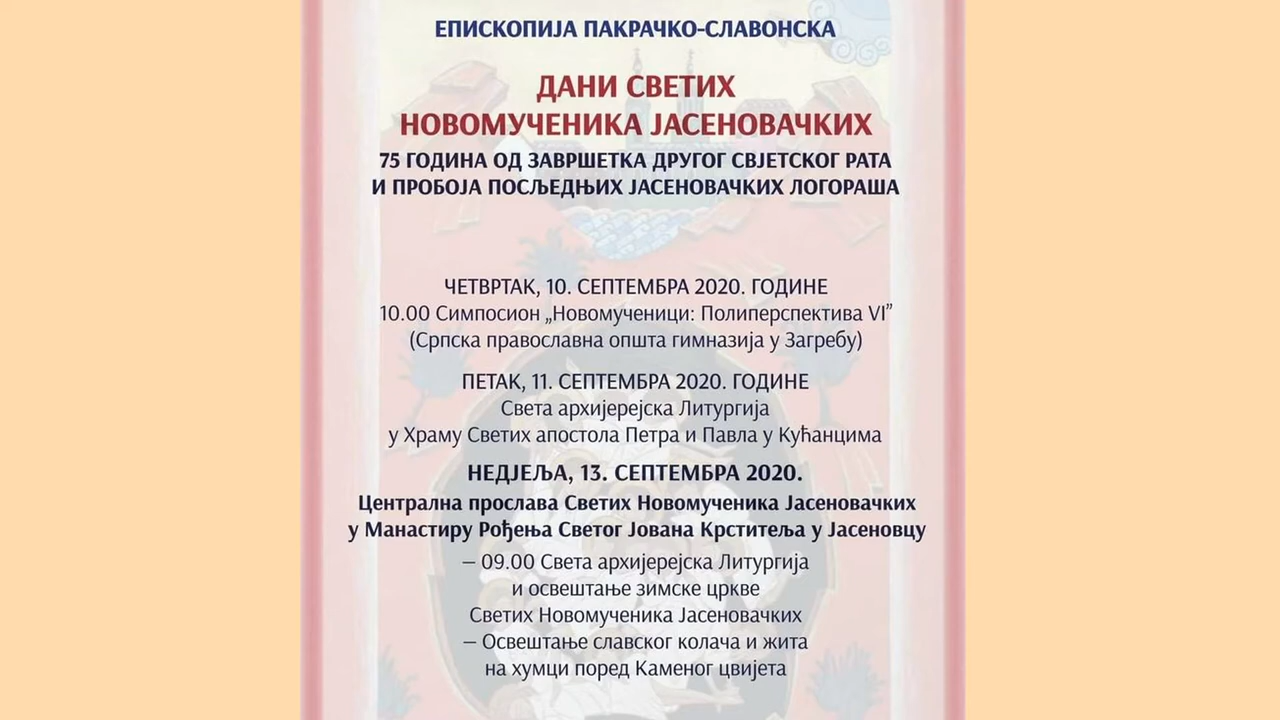 ЕПИСКОПИЈА ПАКРАЧКО-СЛАВОНСКА
ДАНИ СВЕТИХ
НОВОМУЧЕНИКА ЈАСЕНОВАЧКИХ
75 ГОДИНА ОД ЗАВРШЕТКА ДРУГОГ СВЈЕТСКОГ РАТА
И ПРОБОЈА ПОСЉЕДЊИХ ЈАСЕНОВАЧКИХ ЛОГОРАША
ЧЕТВРТАК, 10. СЕПТЕМБРА 2020. ГОДИНЕ
10.00 Симпосион „Новомученици: Полиперспектива VI”
(Српска православна општа гимназија у Загребу)
ПЕТАК, 11. СЕПТЕМБРА 2020. ГОДИНЕ
Света архијерејска Литургија
у Храму Светих апостола Петра и Павла у Кућанцима
НЕДЈЕЉА, 13. СЕПТЕМБРА 2020.
Централна прослава Светих Новомученика Јасеновачких
у Манастиру Рођења Светог Јована Крститеља у Јасеновцу
– 09.00 Света архијерејска Литургија
и освештање зимске цркве
Светих Новомученика Јасеновачких
– Освештање славског колача и жита
на хумци поред Каменог цвијета